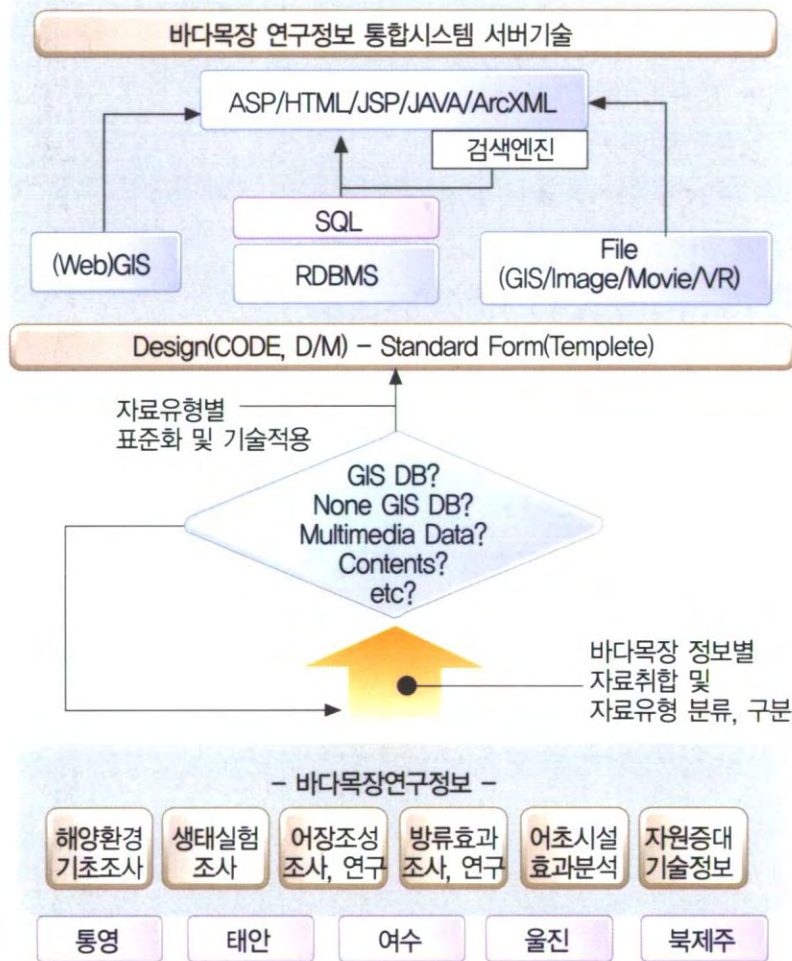 바다목장 연구정보 통합시스템 서버기술
ASP/HTML/JSP/JAVA/ArcXML
검색엔진
SQL
(Web)GIS
RDBMS
File
(GIS/Image/Movie/VR)
Design(CODE, D/M) – Standard Form(Templete)
자료유형별
표준화 및 기술적용
GIS DB?
None GIS DB?
Multimedia Data?
Contents?
etc?
바다목장 정보별
자료취합 및
자료유형 분류, 구분
– 바다목장연구정보 –
해양환경
기초조사
생태실험
조사
어장조성
조사, 연구
방류효과
조사, 연구
어초시설
효과분석
자원증대
기술정보
통영
태안
여수
울진
북제주